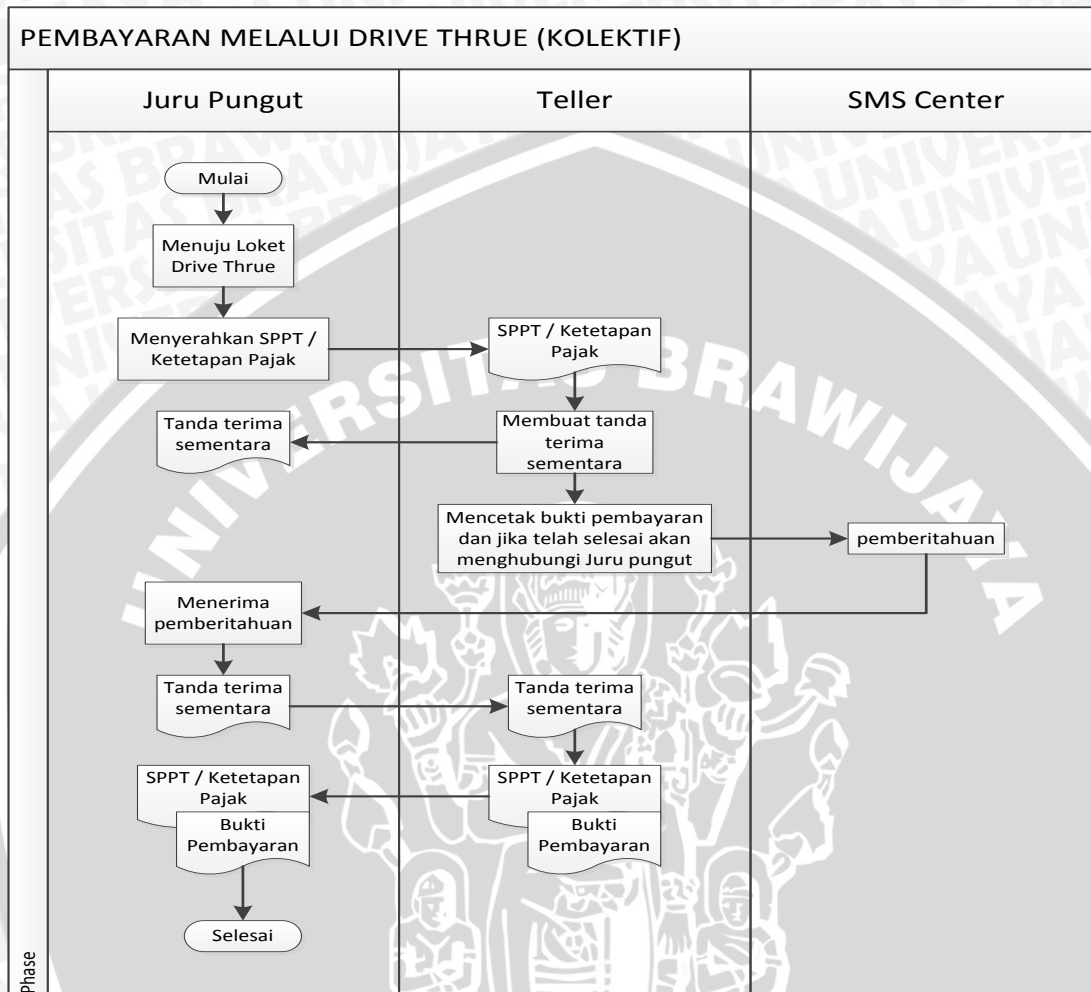 PEMBAYARAN MELALUI DRIVE THRUE (KOLEKTIF)
Juru Pungut
Teller
SMS Center
Mulai
Menuju Loket
Drive Thrue
Menyerahkan SPPT /
Ketetapan Pajak
SPPT / Ketetapan
Pajak
Tanda terima
sementara
Membuat tanda
terima
sementara
Mencetak bukti pembayaran
dan jika telah selesai akan
menghubungi Juru pungut
pemberitahuan
Menerima
pemberitahuan
Tanda terima
sementara
Tanda terima
sementara
SPPT / Ketetapan
Pajak
Bukti
Pembayaran
SPPT / Ketetapan
Pajak
Bukti
Pembayaran
Selesai
Phase
UNIVERSITAS BRAWIJAYA